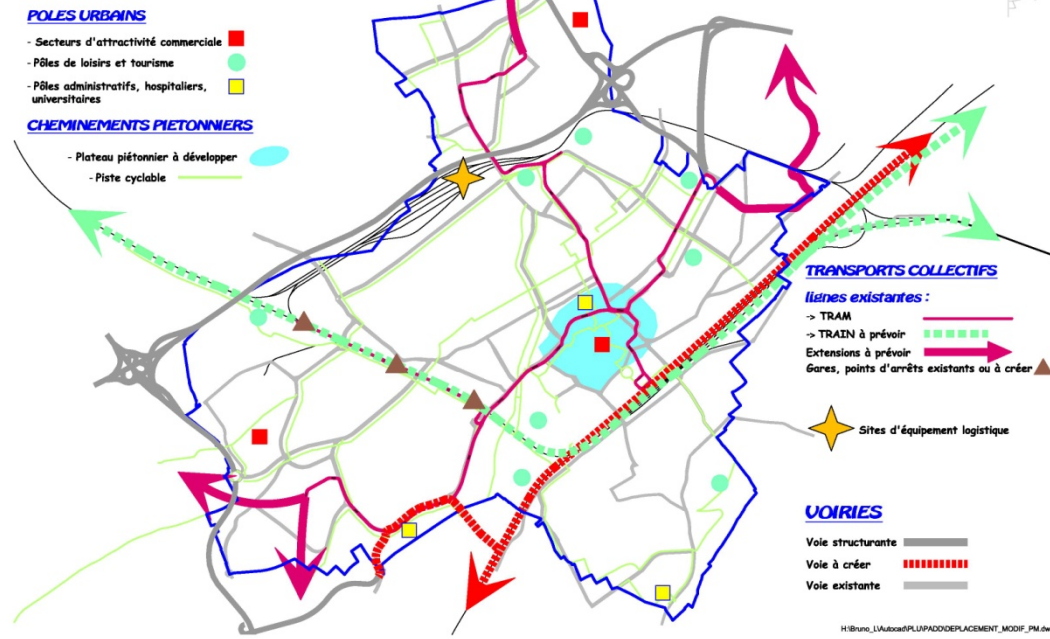 POLES URBAINS
- Secteurs d'attractivité commerciale
- Pôles de loisirs et tourisme
- Pôles administratifs, hospitaliers,
universitaires
CHEMINEMENTS PIETONNIERS
- Plateau piétonnier à développer
- Piste cyclable
TRANSPORTS COLLECTIFS
lignes existantes :
-> TRAM
-> TRAIN à prévoir
Extensions à prévoir
Gares, points d'arrêts existants ou à créer
Sites d'équipement logistique
VOIRIES
Voie structurante
Voie à créer
Voie existante
H:\Bruno_L\Autocad\PLU\PADD\DEPLACEMENT_MODIF_PM.dw